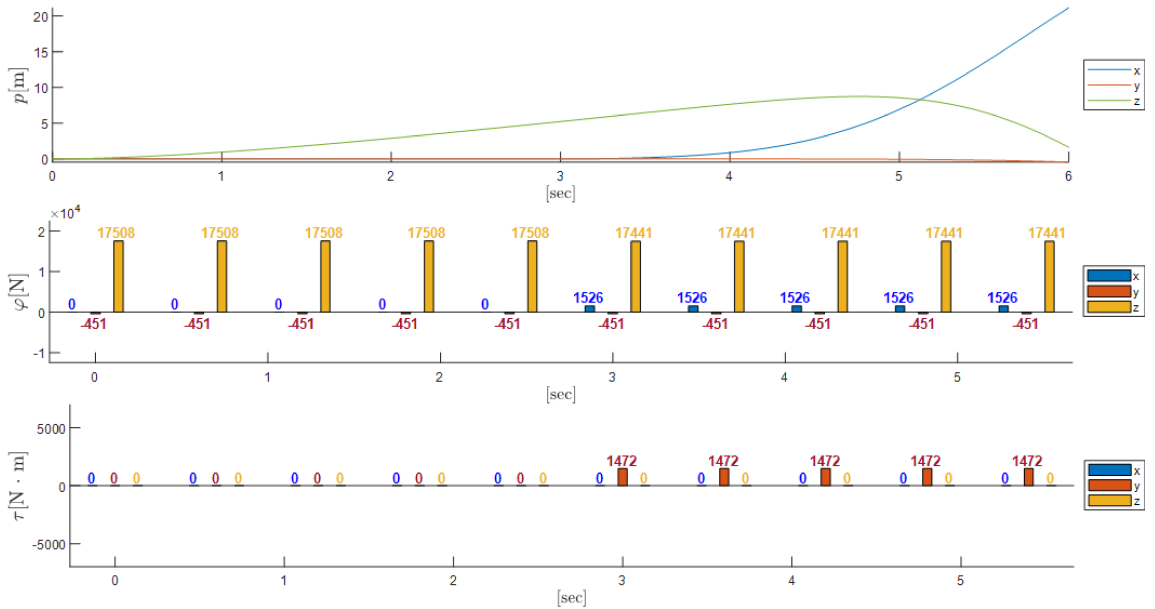 20
15
10
5
0
p[m]
0 1 2 3 4 5 6
[sec]
x
y
z
×10⁴
2
1
0
-1
φ[N]
17508 17508 17508 17508 17508 17441 17441 17441 17441 17441
0 0 0 0 0 1526 1526 1526 1526 1526
-451 -451 -451 -451 -451 -451 -451 -451 -451 -451
0 1 2 3 4 5
[sec]
x
y
z
5000
0
-5000
τ[N · m]
1472 1472 1472 1472 1472
0 0 0 0 0 0 0 0 0 0 0 0 0 0 0 0 0 0 0 0 0 0 0 0 0
0 1 2 3 4 5
[sec]
x
y
z